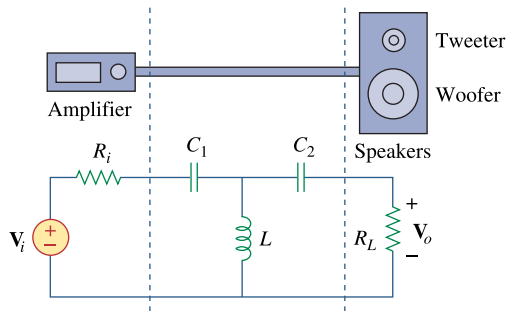 Tweeter
Woofer
Amplifier
Speakers
R_i
C_1
C_2
+
−
V_i
L
R_L
+
V_o
−